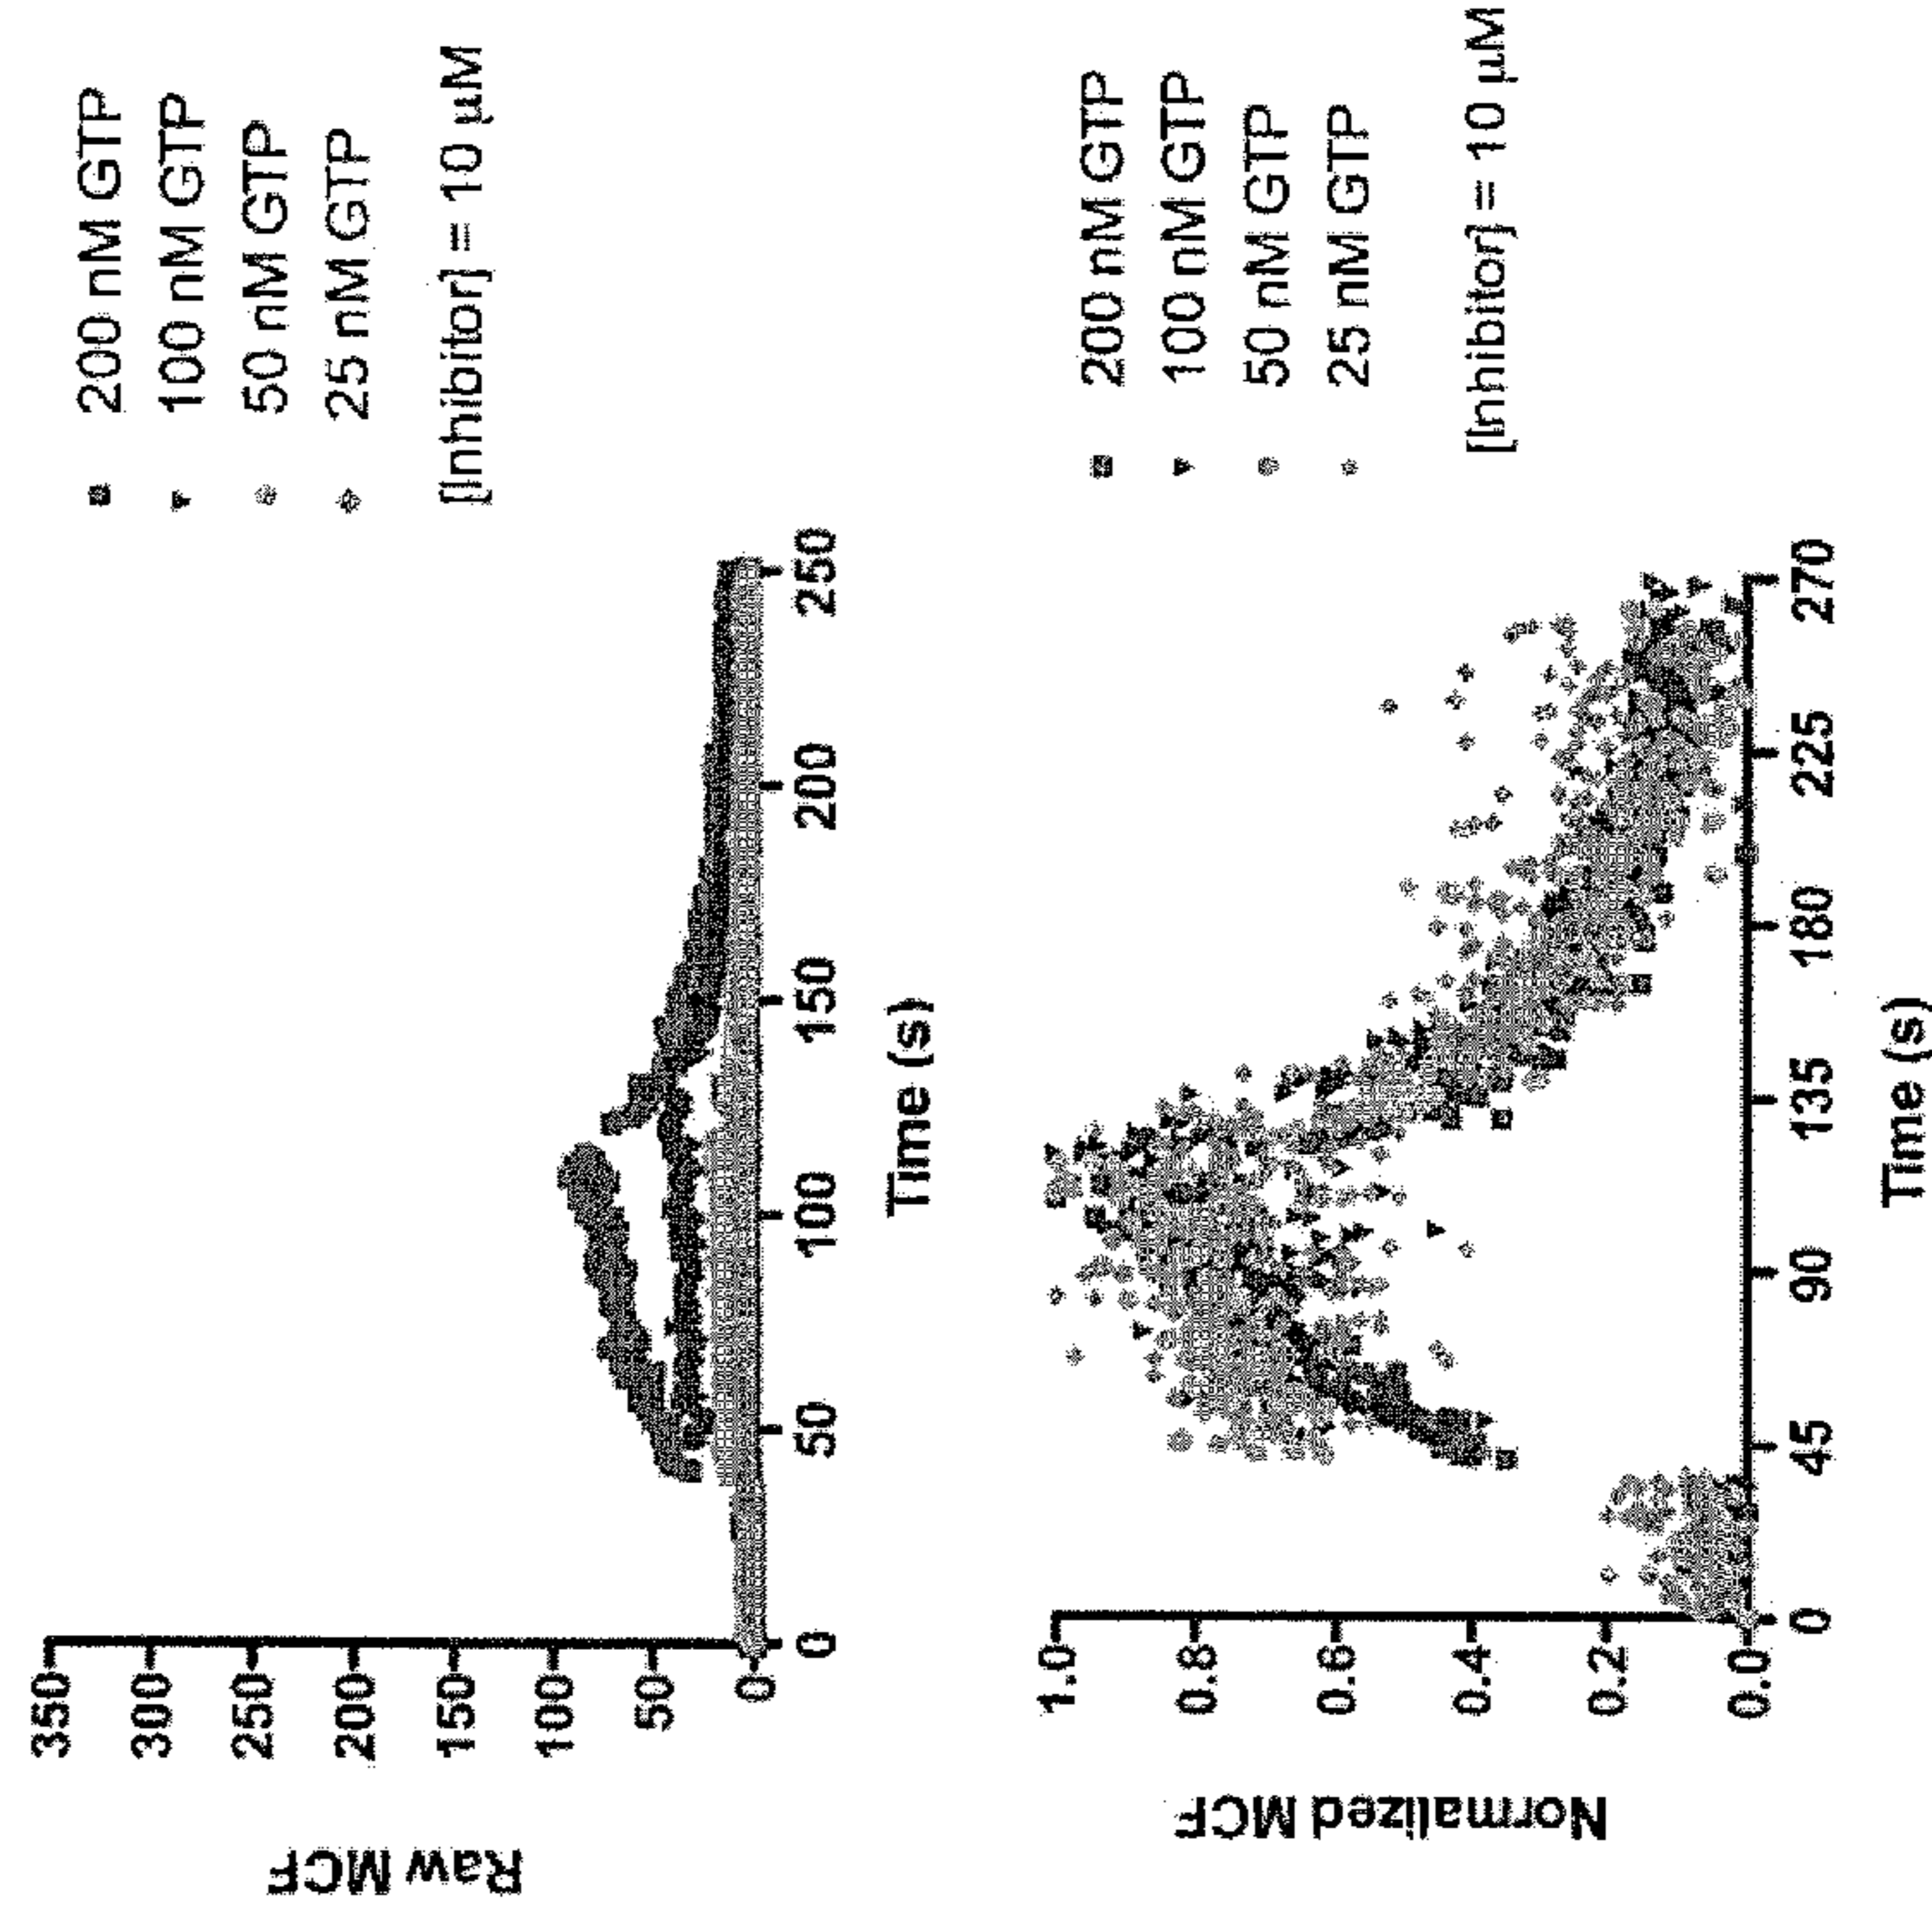 Raw MCF
350
300
250
200
150
100
50
0
0
50
100
150
200
250
Time (s)
200 nM GTP
100 nM GTP
50 nM GTP
25 nM GTP
[Inhibitor] = 10 µM
Normalized MCF
1.0
0.8
0.6
0.4
0.2
0.0
0
45
90
135
180
225
270
Time (s)
200 nM GTP
100 nM GTP
50 nM GTP
25 nM GTP
[Inhibitor] = 10 µM